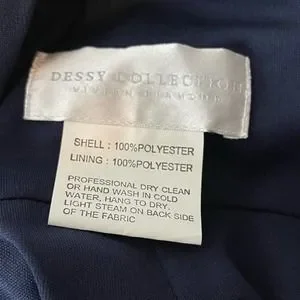 DESSY COLLECTION
SHELL : 100%POLYESTER
LINING : 100%POLYESTER
PROFESSIONAL DRY CLEAN
OR HAND WASH IN COLD
WATER, HANG TO DRY.
LIGHT STEAM ON BACK SIDE
OF THE FABRIC